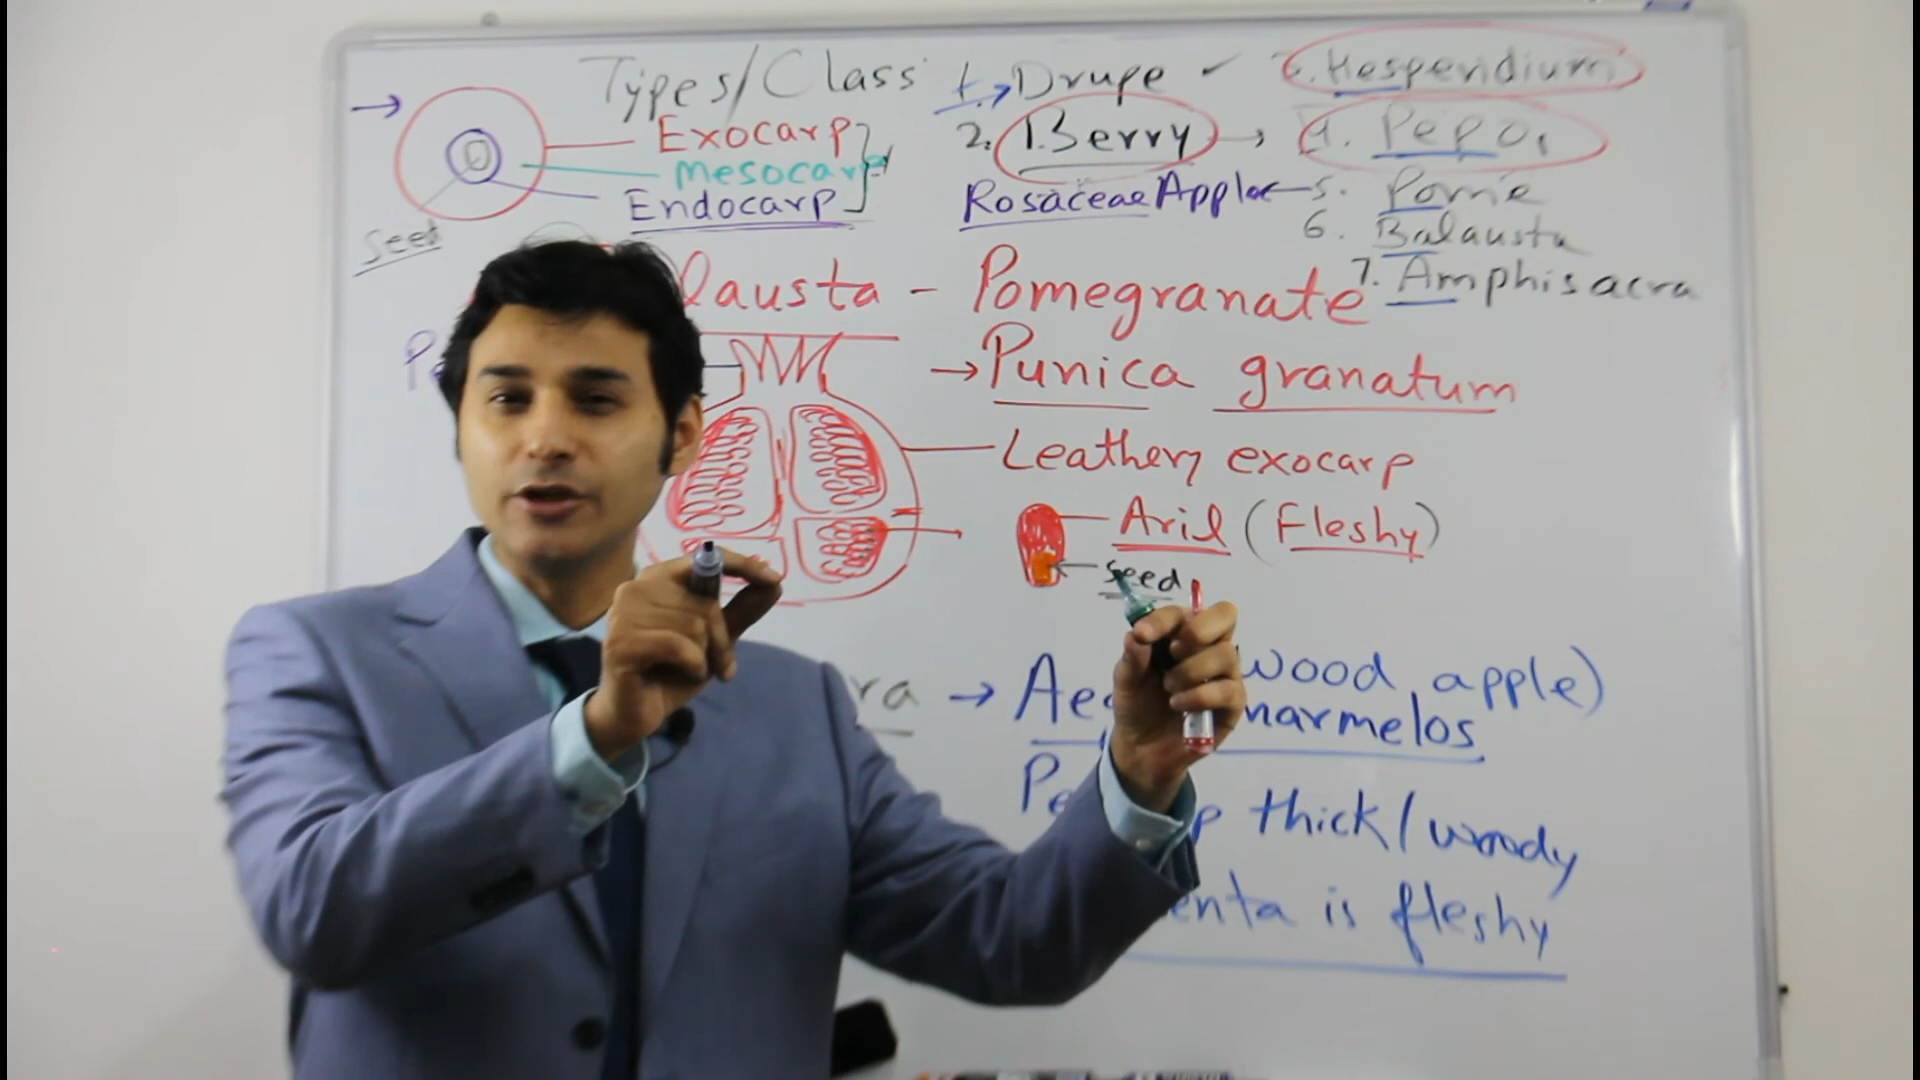 Types/Class
Exocarp
Mesocarp
Endocarp
Seed
1. Drupe
2. Berry
Hesperidium
4. Pepo
Rosaceae Apple
5. Pome
6. Balausta
7. Amphisacra
lausta - Pomegranate
Punica granatum
Leathery exocarp
Aril (Fleshy)
seed
ra
wood apple)
Ae
marmelos
Pe
p thick/woody
enta is fleshy